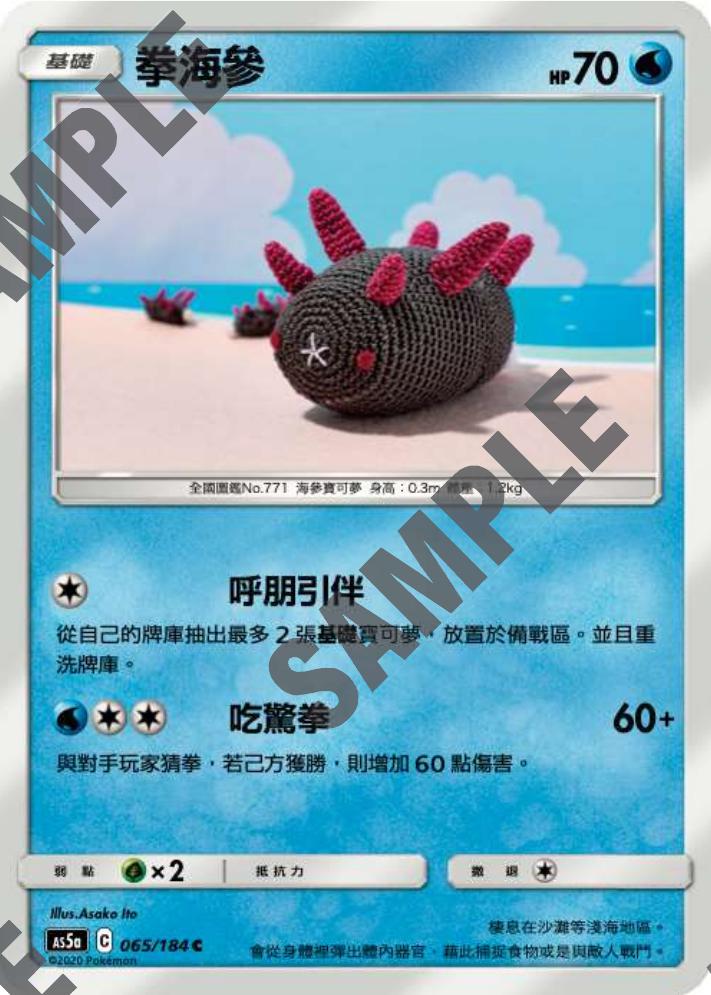 基礎
拳海參
HP70
全國圖鑑No.771 海參寶可夢 身高：0.3m 體重：1.2kg
呼朋引伴
從自己的牌庫抽出最多 2 張基礎寶可夢，放置於備戰區。並且重
洗牌庫。
吃驚拳 60+
與對手玩家猜拳，若己方獲勝，則增加 60 點傷害。
弱點 ×2 抵抗力 撤退
Illus.Asako Ito
AS5a C 065/184 C
©2020 Pokémon
棲息在沙灘等淺海地區。
會從身體裡彈出體內器官，藉此捕捉食物或是與敵人戰鬥。
SAMPLE
SAMPLE